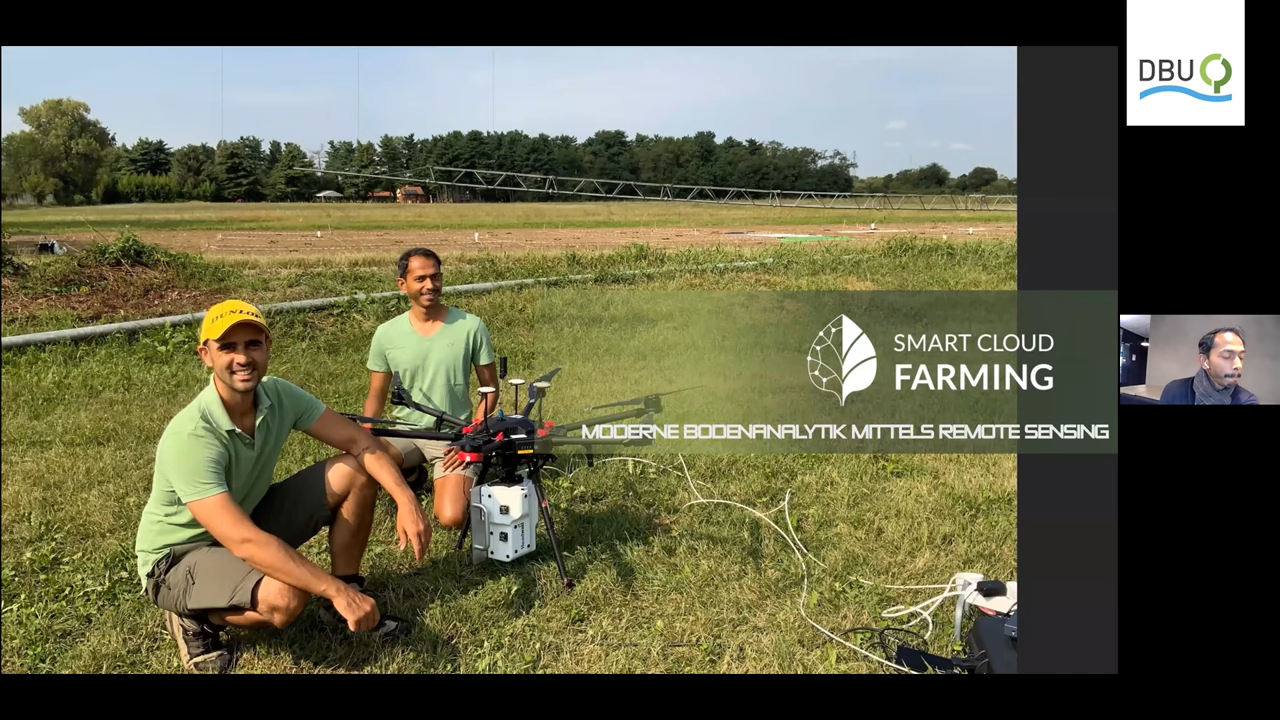 DBU
DUNLOP
SMART CLOUD
FARMING
MODERNE BODENANALYTIK MITTELS REMOTE SENSING